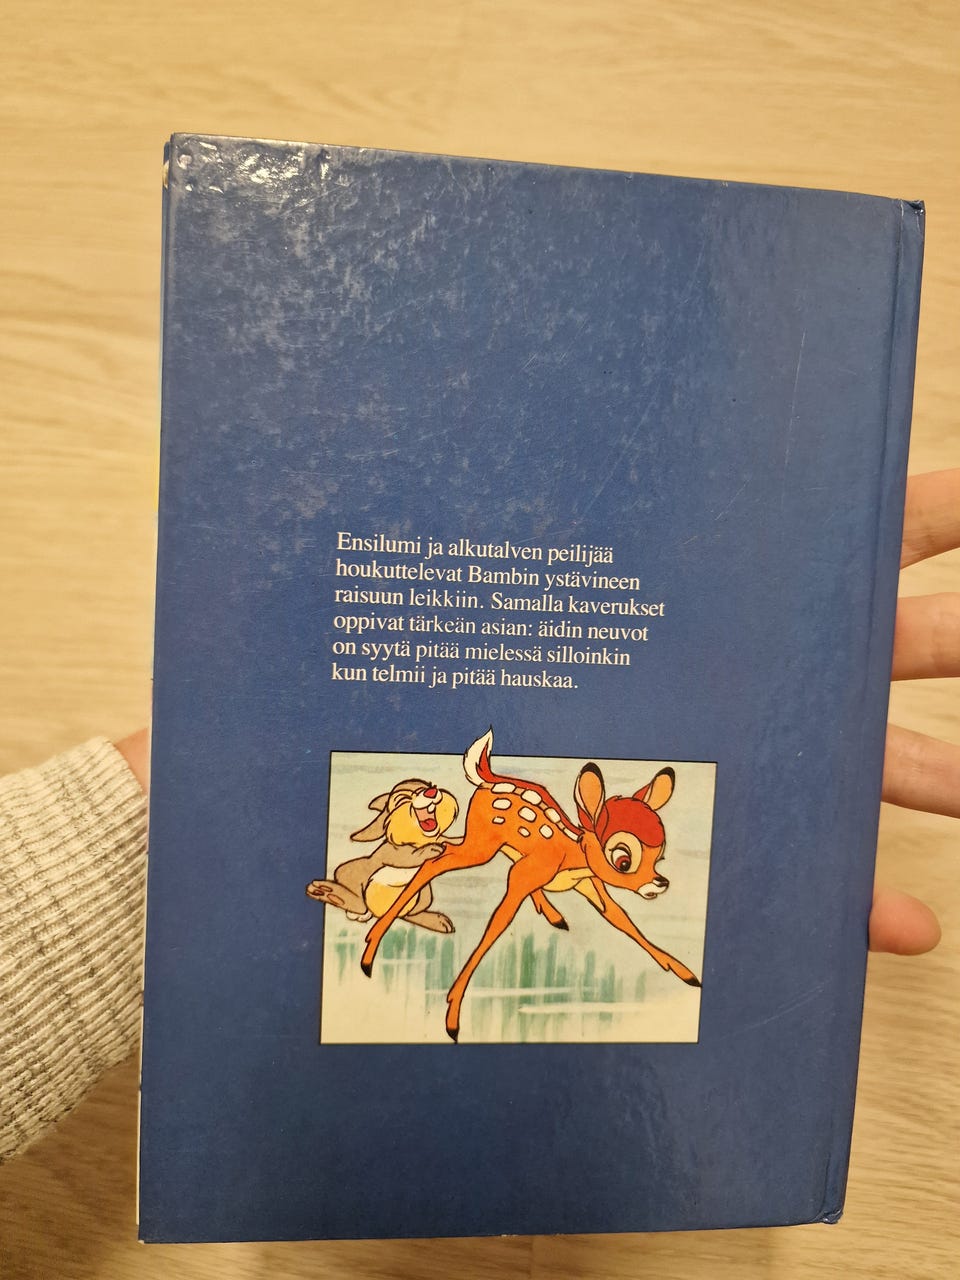 Ensilumi ja alkutalven peilijää
houkuttelevat Bambin ystävineen
raisuun leikkiin. Samalla kaverukset
oppivat tärkeän asian: äidin neuvot
on syytä pitää mielessä silloinkin
kun telmii ja pitää hauskaa.